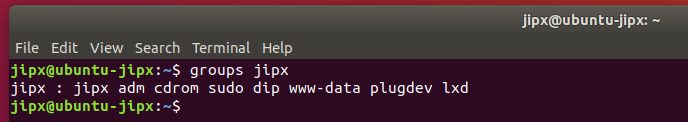 jipx@ubuntu-jipx: ~
File Edit View Search Terminal Help
jipx@ubuntu-jipx:~$ groups jipx
jipx : jipx adm cdrom sudo dip www-data plugdev lxd
jipx@ubuntu-jipx:~$